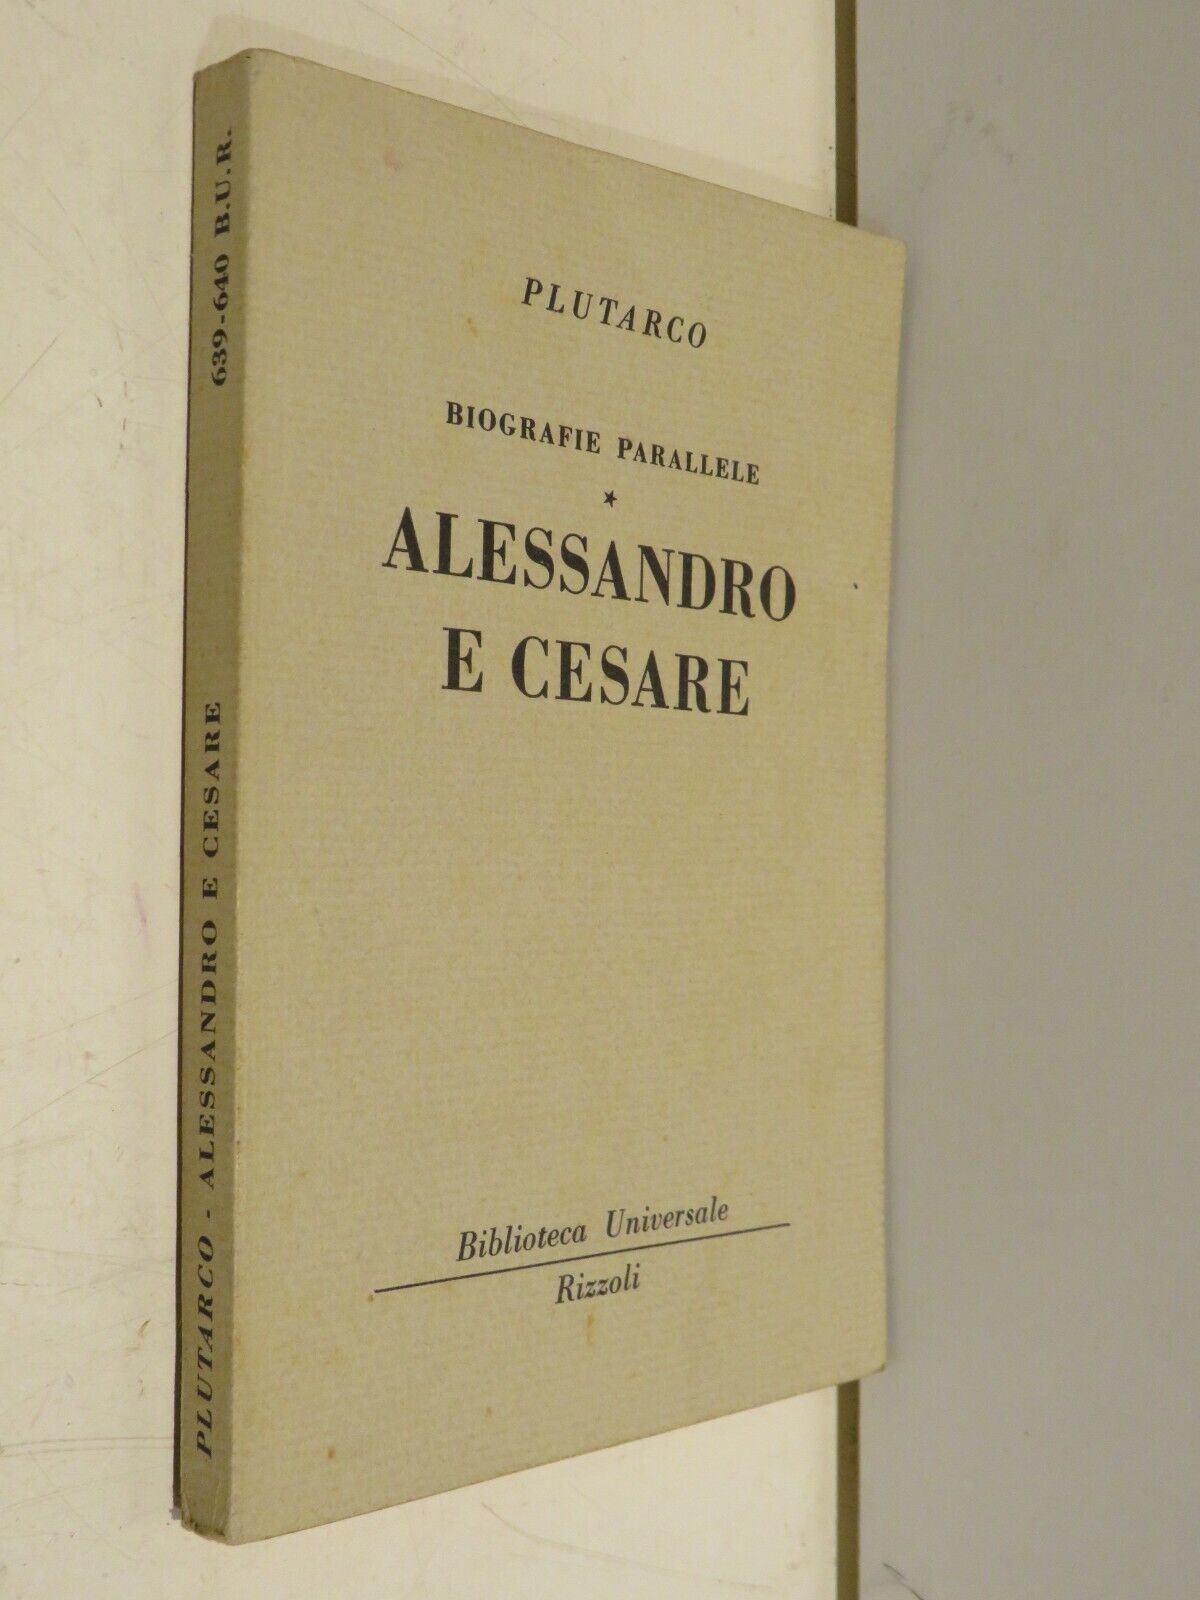 PLUTARCO
BIOGRAFIE PARALLELE
★
ALESSANDRO
E CESARE
Biblioteca Universale
Rizzoli
PLUTARCO - ALESSANDRO E CESARE 639-640 B.U.R.